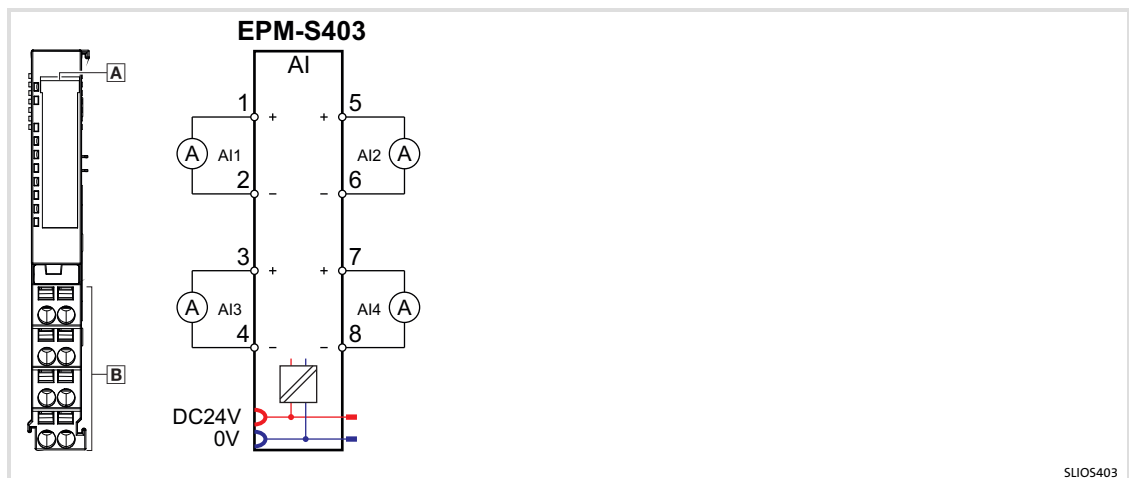 EPM-S403
A
AI
1 5
+ +
A AI1 AI2 A
2 6
– –
3 7
+ +
A AI3 AI4 A
4 8
– –
B
DC24V
0V
SLIOS403